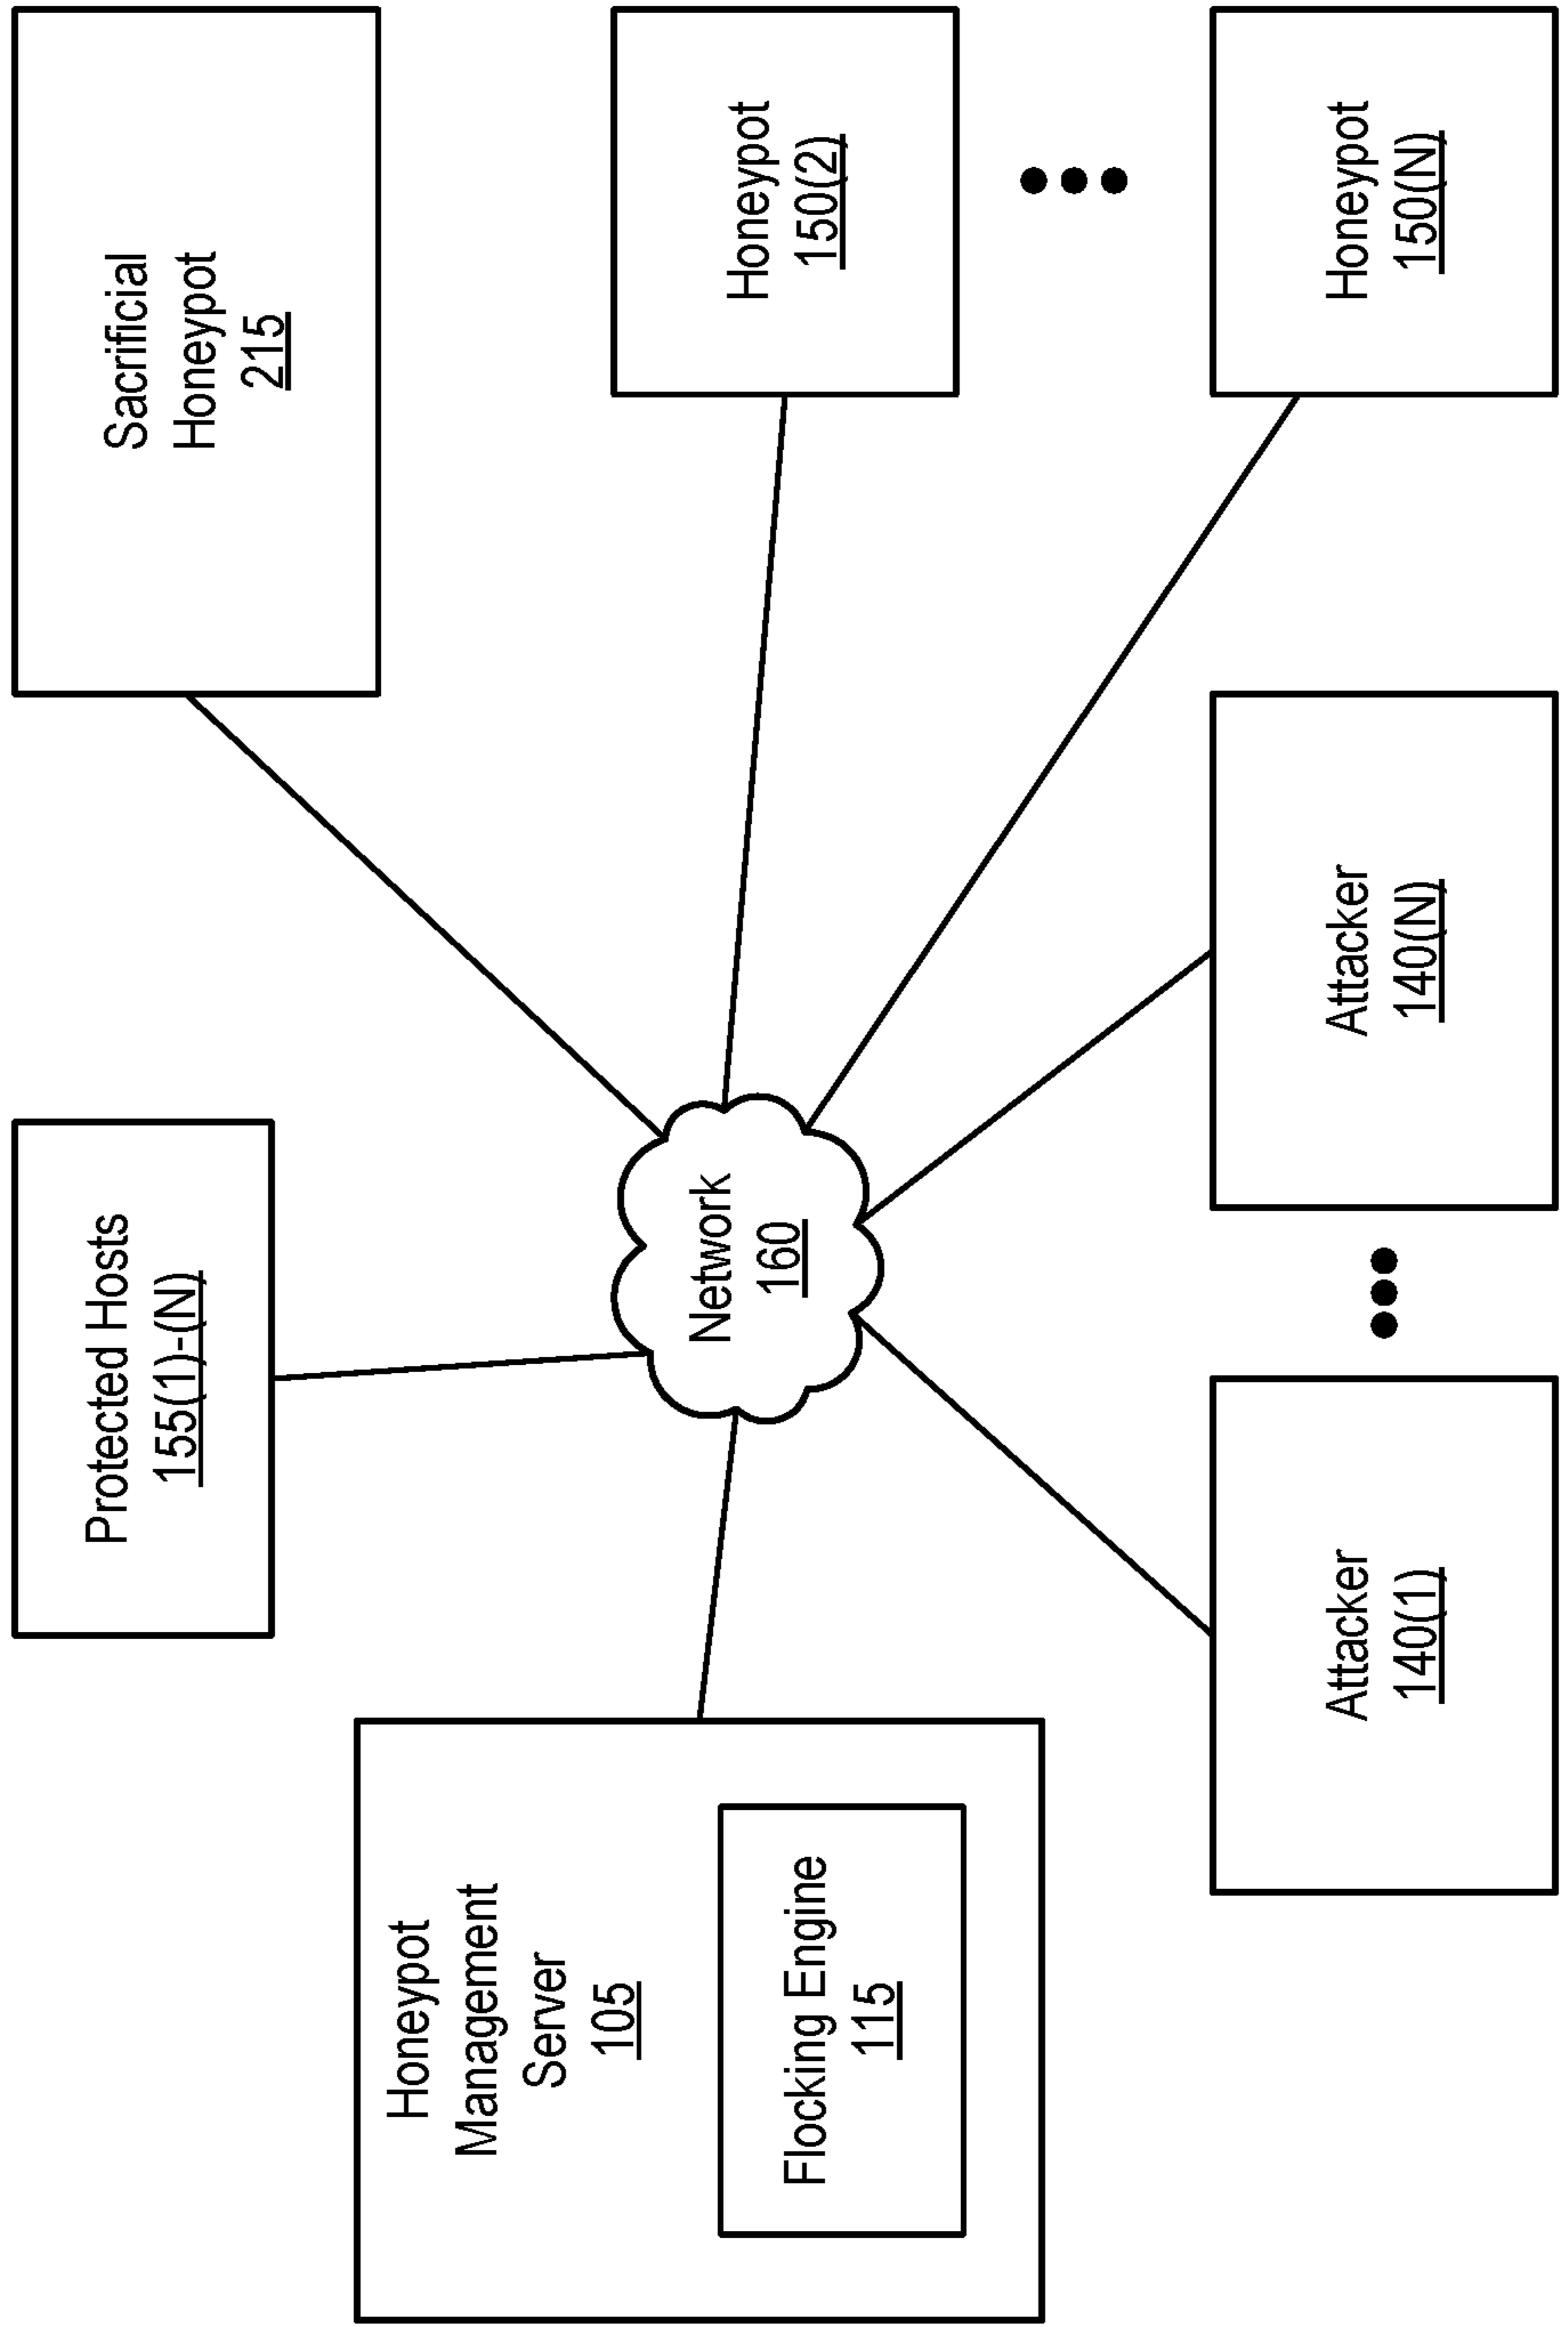 Honeypot
Management
Server
105
Flocking Engine
115
Protected Hosts
155(1)-(N)
Network
160
Sacrificial
Honeypot
215
Honeypot
150(2)
Honeypot
150(N)
Attacker
140(1)
Attacker
140(N)